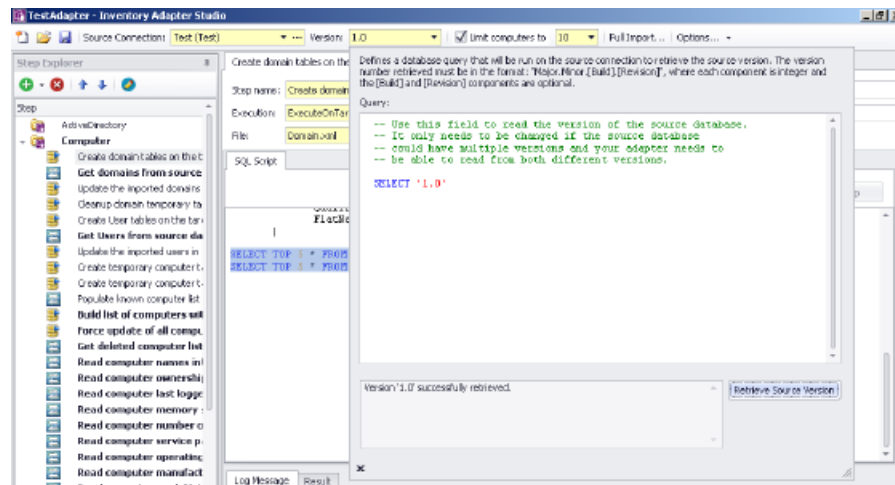 TestAdapter - Inventory Adapter Studio
Source Connection: Test (Test) Version: 1.0 Limit computers to 10 Full Import... Options...
Step Explorer
Create domain tables on the
Step name: Create domain
Execution: ExecuteOnTar
File: Domain.xml
SQL Script
Step
ActiveDirectory
Computer
Create domain tables on the t
Get domains from source
Update the imported domains
Cleanup domain temporary ta
Create User tables on the tar
Get Users from source da
Update the imported users in
Create temporary computer t
Create temporary computer t
Populate known computer list
Build list of computers wit
Force update of all compu
Get deleted computer list
Read computer names in
Read computer ownershi
Read computer last logge
Read computer memory
Read computer number o
Read computer service p
Read computer operating
Read computer manufact
FlatNa
)
SELECT TOP 5 * FROM
SELECT TOP 5 * FROM
Defines a database query that will be run on the source connection to retrieve the source version. The version
number retrieved must be in the format: "Major.Minor.[Build].[Revision]", where each component is integer and
the [Build] and [Revision] components are optional.
Query:
-- Use this field to read the version of the source database.
-- It only needs to be changed if the source database
-- could have multiple versions and your adapter needs to
-- be able to read from both different versions.
SELECT '1.0'
Version '1.0' successfully retrieved.
Retrieve Source Version
Log Message Result